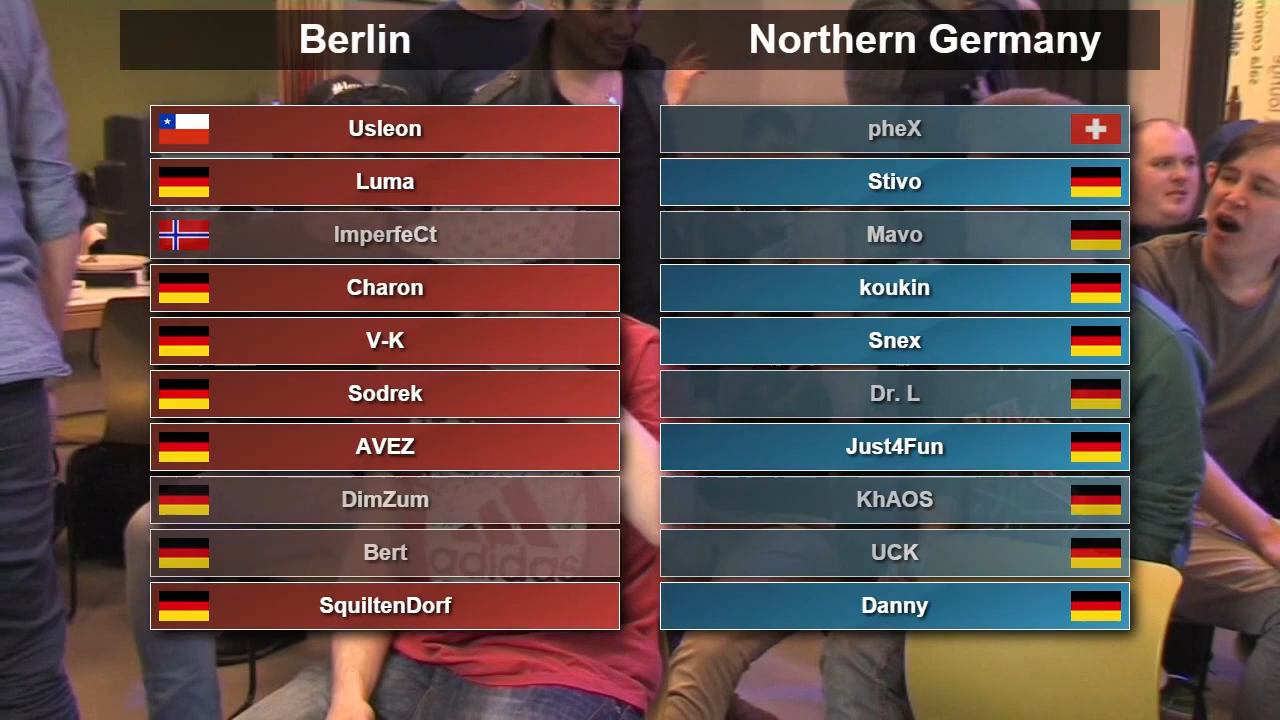 Berlin
Northern Germany
Usleon
pheX
Luma
Stivo
ImperfeCt
Mavo
Charon
koukin
V-K
Snex
Sodrek
Dr. L
AVEZ
Just4Fun
DimZum
KhAOS
Bert
UCK
SquiltenDorf
Danny
adidas